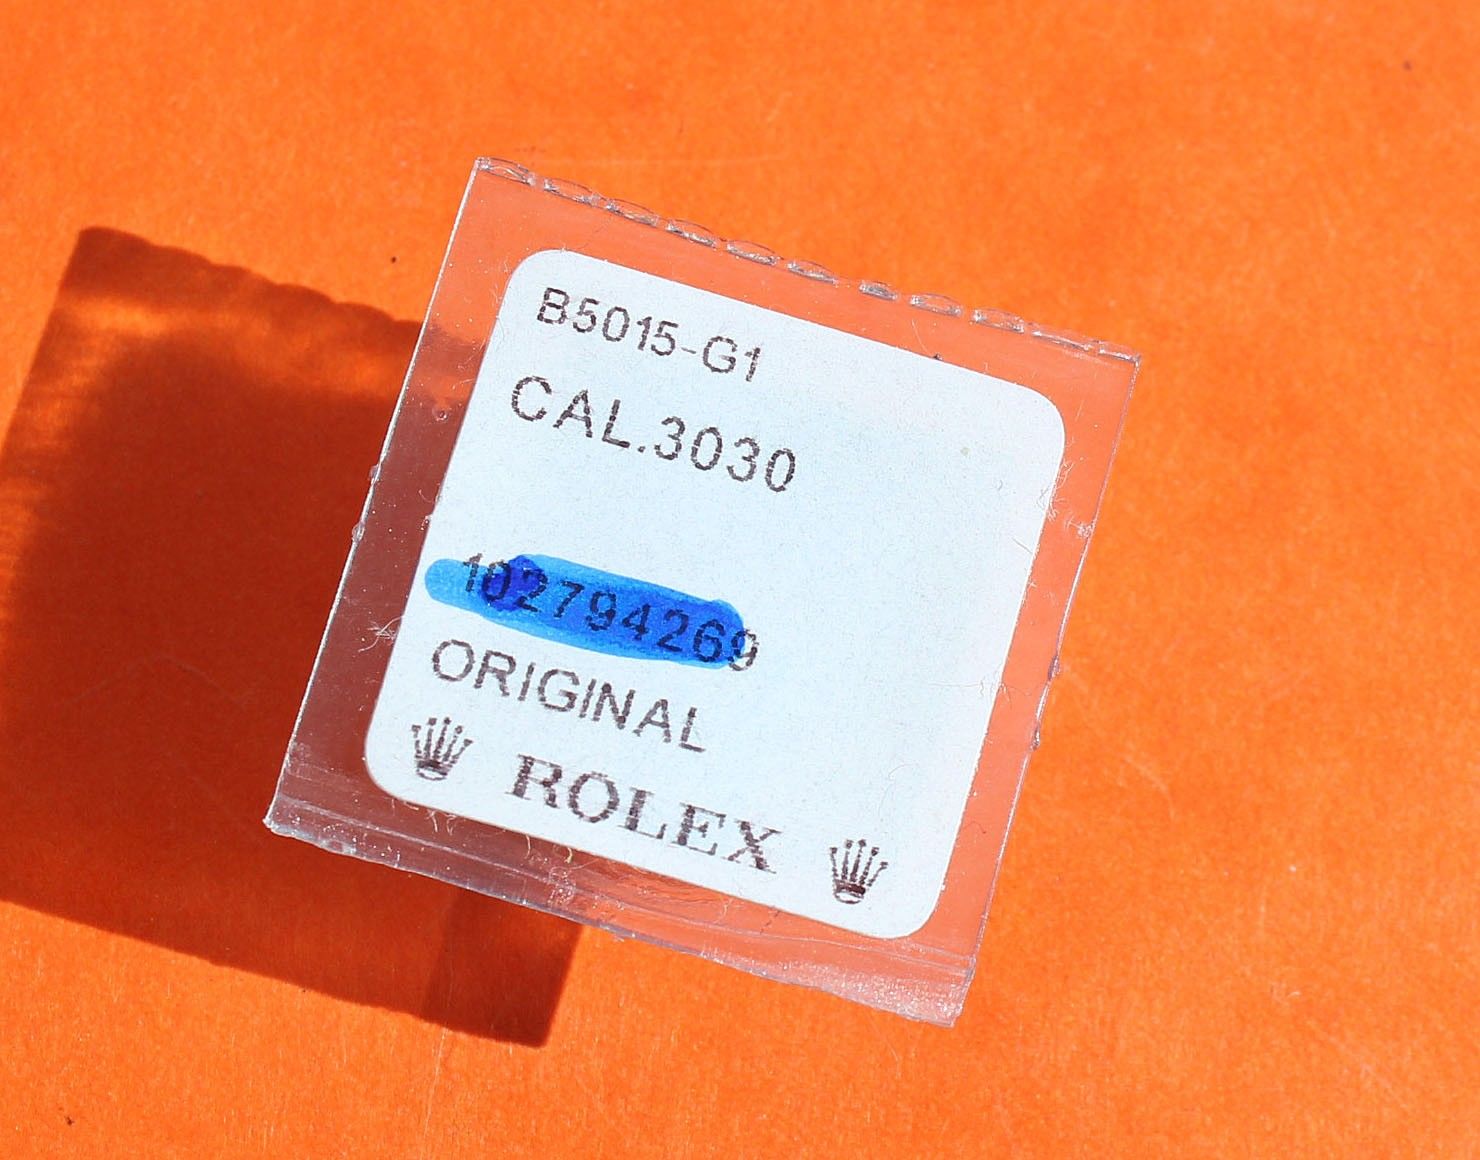 B5015-G1
CAL.3030
102794269
ORIGINAL
ROLEX